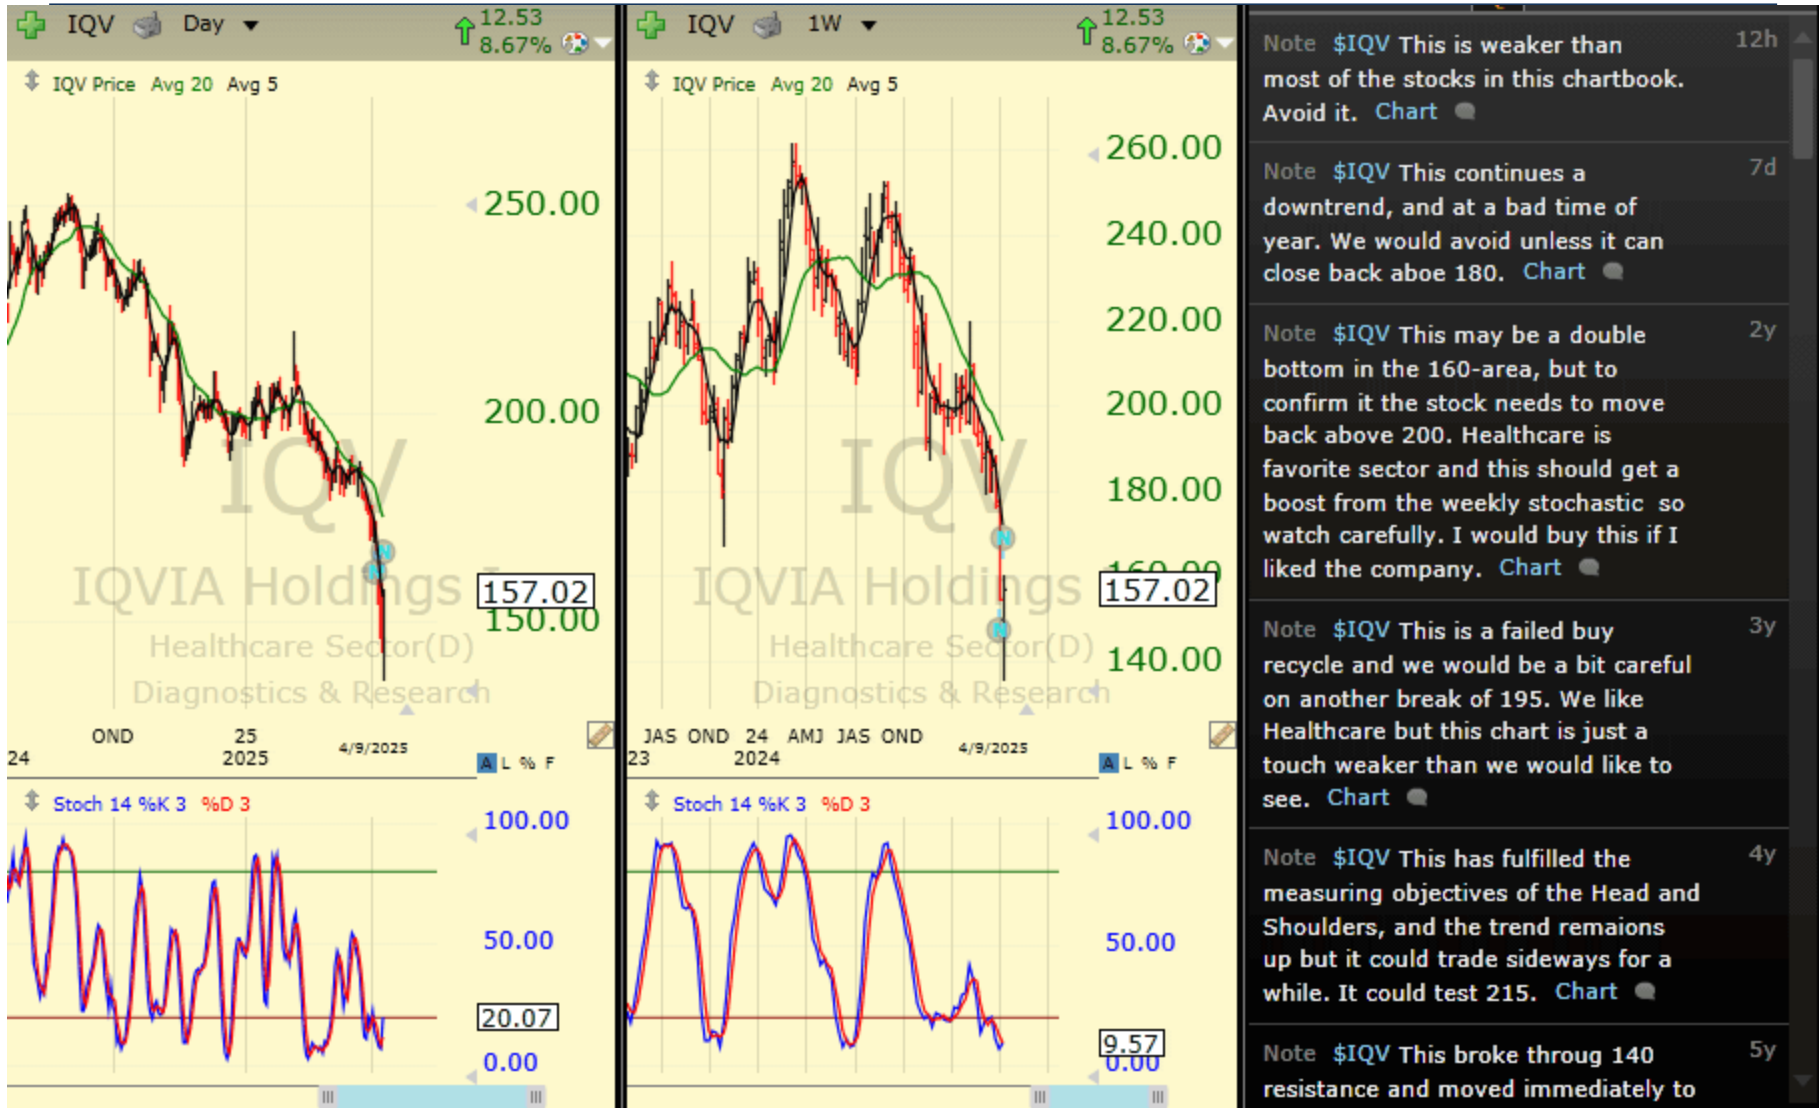 IQV Day
12.53
8.67%
IQV Price Avg 20 Avg 5
250.00
200.00
150.00
157.02
IQV
IQVIA Holdings I
Healthcare Sector(D)
Diagnostics & Research
OND 25
24 2025 4/9/2025
A L % F
Stoch 14 %K 3 %D 3
100.00
50.00
20.07
0.00
IQV 1W
12.53
8.67%
IQV Price Avg 20 Avg 5
260.00
240.00
220.00
200.00
180.00
160.00
157.02
140.00
IQV
IQVIA Holdings
Healthcare Sector(D)
Diagnostics & Research
N
N
N
N
JAS OND 24 AMJ JAS OND
23 2024 4/9/2025
A L % F
Stoch 14 %K 3 %D 3
100.00
50.00
9.57
0.00
Note $IQV This is weaker than 12h
most of the stocks in this chartbook.
Avoid it. Chart
Note $IQV This continues a 7d
downtrend, and at a bad time of
year. We would avoid unless it can
close back aboe 180. Chart
Note $IQV This may be a double 2y
bottom in the 160-area, but to
confirm it the stock needs to move
back above 200. Healthcare is
favorite sector and this should get a
boost from the weekly stochastic so
watch carefully. I would buy this if I
liked the company. Chart
Note $IQV This is a failed buy 3y
recycle and we would be a bit careful
on another break of 195. We like
Healthcare but this chart is just a
touch weaker than we would like to
see. Chart
Note $IQV This has fulfilled the 4y
measuring objectives of the Head and
Shoulders, and the trend remaions
up but it could trade sideways for a
while. It could test 215. Chart
Note $IQV This broke throug 140 5y
resistance and moved immediately to